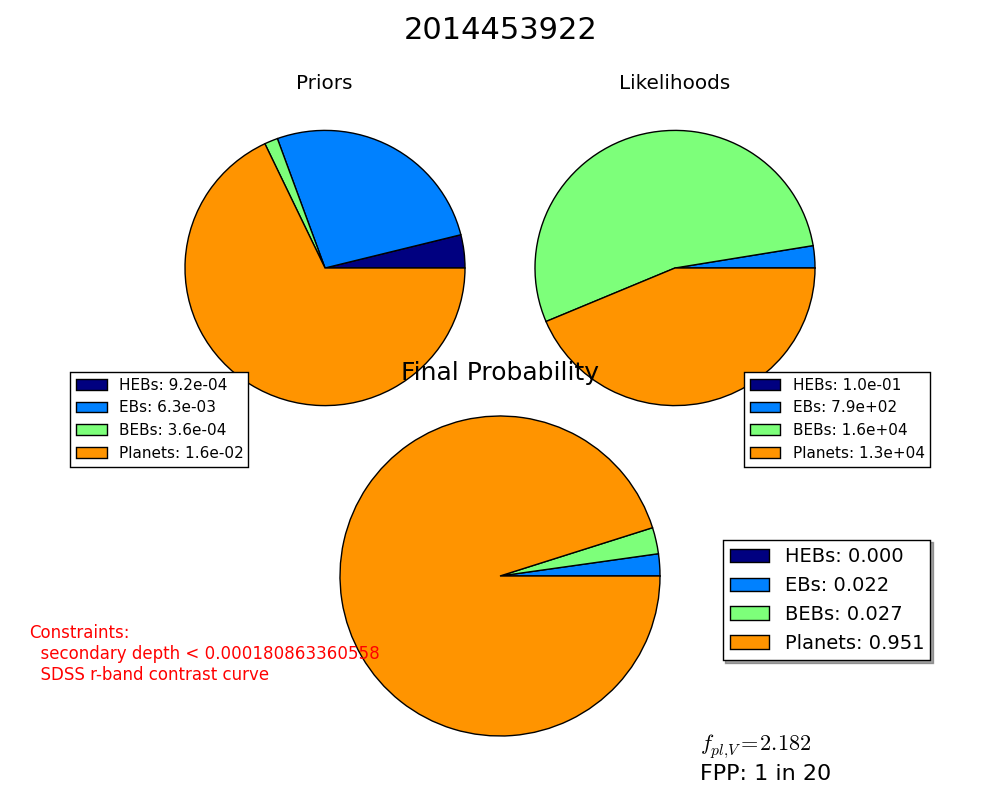 2014453922
Priors
Likelihoods
HEBs: 9.2e-04
EBs: 6.3e-03
BEBs: 3.6e-04
Planets: 1.6e-02
HEBs: 1.0e-01
EBs: 7.9e+02
BEBs: 1.6e+04
Planets: 1.3e+04
Final Probability
HEBs: 0.000
EBs: 0.022
BEBs: 0.027
Planets: 0.951
Constraints:
secondary depth < 0.000180863360558
SDSS r-band contrast curve
f_{pl,V} = 2.182
FPP: 1 in 20